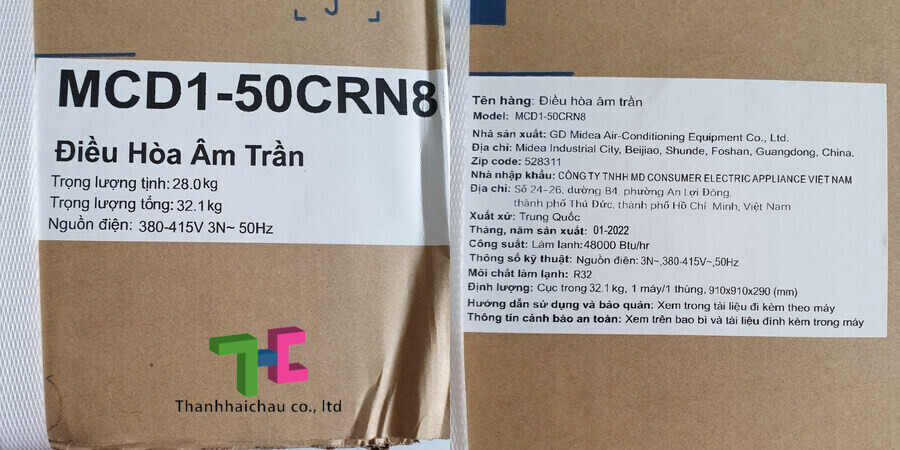 MCD1-50CRN8
Điều Hòa Âm Trần
Trọng lượng tịnh: 28.0kg
Trọng lượng tổng: 32.1kg
Nguồn điện: 380-415V 3N~ 50Hz
THC
Thanhhaichau co., ltd
Tên hàng: Điều hòa âm trần
Model: MCD1-50CRN8
Nhà sản xuất: GD Midea Air-Conditioning Equipment Co., Ltd.
Địa chỉ: Midea Industrial City, Beijiao, Shunde, Foshan, Guangdong, China.
Zip code: 528311
Nhà nhập khẩu: CÔNG TY TNHH MD CONSUMER ELECTRIC APPLIANCE VIỆT NAM
Địa chỉ: Số 24-26, đường B4, phường An Lợi Đông,
thành phố Thủ Đức, thành phố Hồ Chí Minh, Việt Nam
Xuất xứ: Trung Quốc
Tháng, năm sản xuất: 01-2022
Công suất: Làm lạnh:48000 Btu/hr
Thông số kỹ thuật: Nguồn điện: 3N~,380-415V~,50Hz
Môi chất làm lạnh: R32
Định lượng: Cục trong 32.1 kg, 1 máy/1 thùng, 910x910x290 (mm)
Hướng dẫn sử dụng và bảo quản: Xem trong tài liệu đi kèm theo máy
Thông tin cảnh báo an toàn: Xem trên bao bì và tài liệu đính kèm trong máy